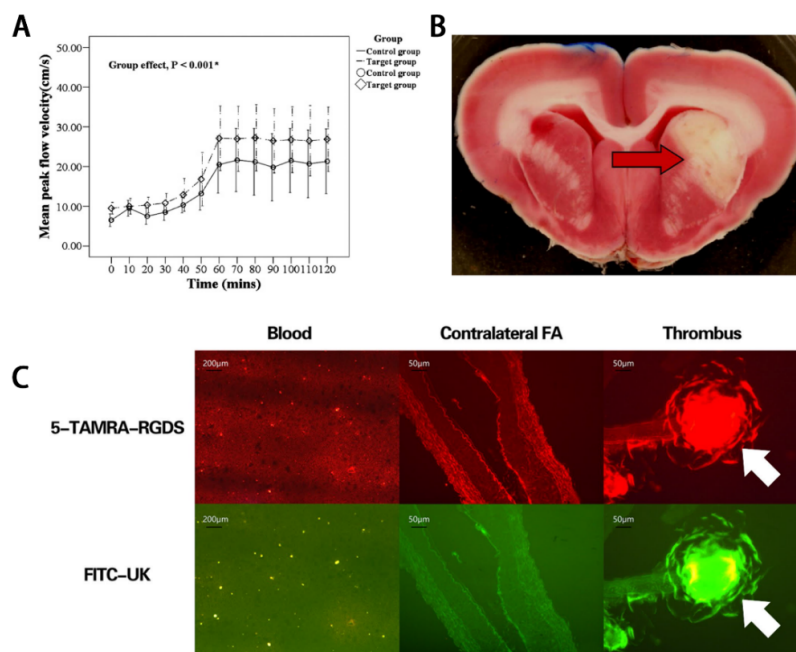 A
Mean peak flow velocity(cm/s)
50.00
40.00
30.00
20.00
10.00
0.00
Group effect, P < 0.001*
Group
Control group
Target group
Control group
Target group
0 10 20 30 40 50 60 70 80 90 100 110 120
Time (mins)
B
C
Blood Contralateral FA Thrombus
5-TAMRA-RGDS
200μm 50μm 50μm
FITC-UK
200μm 50μm 50μm